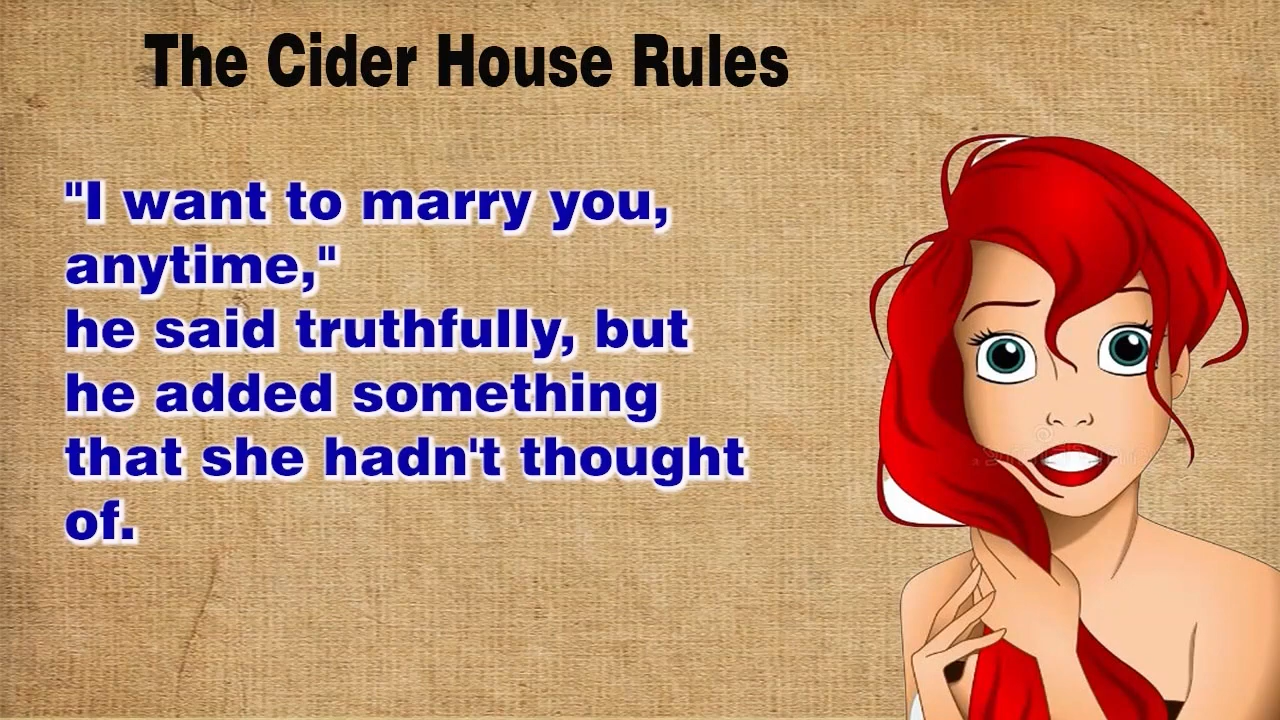 The Cider House Rules
"I want to marry you,
anytime,"
he said truthfully, but
he added something
that she hadn't thought
of.